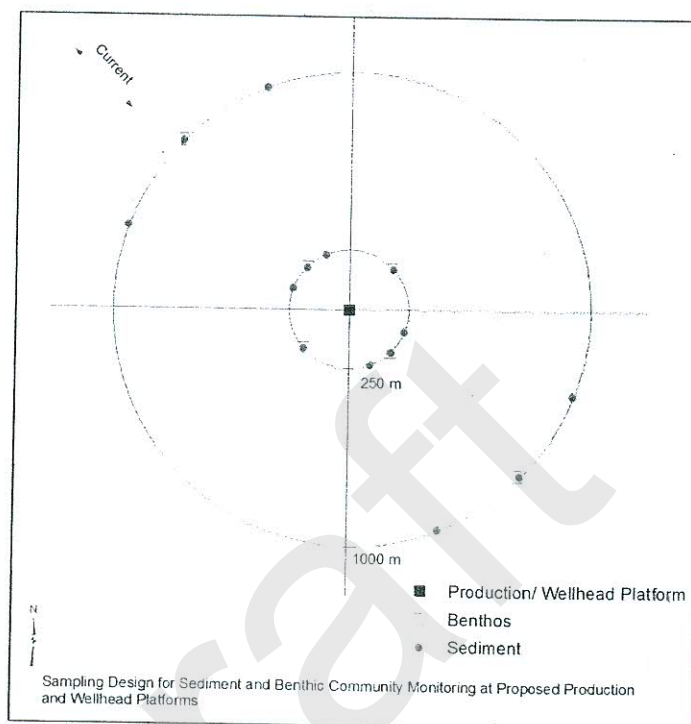 Current
250 m
1000 m
Production/ Wellhead Platform
Benthos
Sediment
N
Sampling Design for Sediment and Benthic Community Monitoring at Proposed Production
and Wellhead Platforms
raft